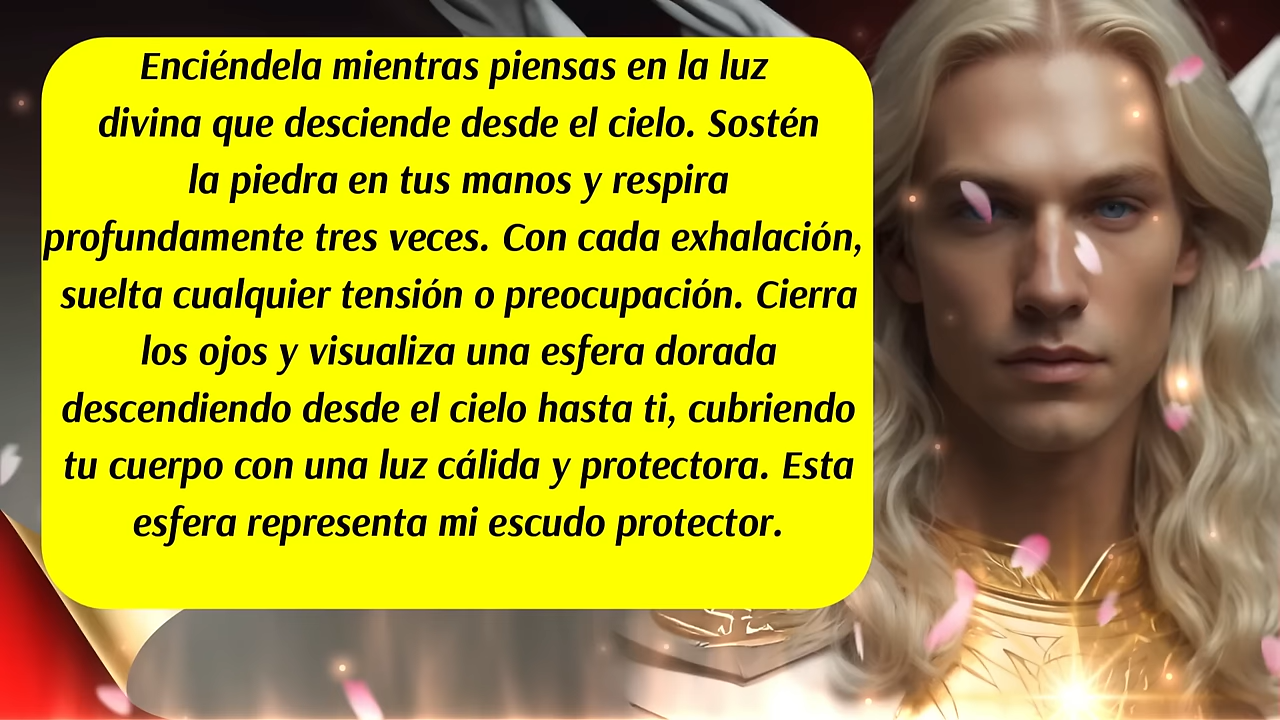 Enciéndela mientras piensas en la luz
divina que desciende desde el cielo. Sostén
la piedra en tus manos y respira
profundamente tres veces. Con cada exhalación,
suelta cualquier tensión o preocupación. Cierra
los ojos y visualiza una esfera dorada
descendiendo desde el cielo hasta ti, cubriendo
tu cuerpo con una luz cálida y protectora. Esta
esfera representa mi escudo protector.